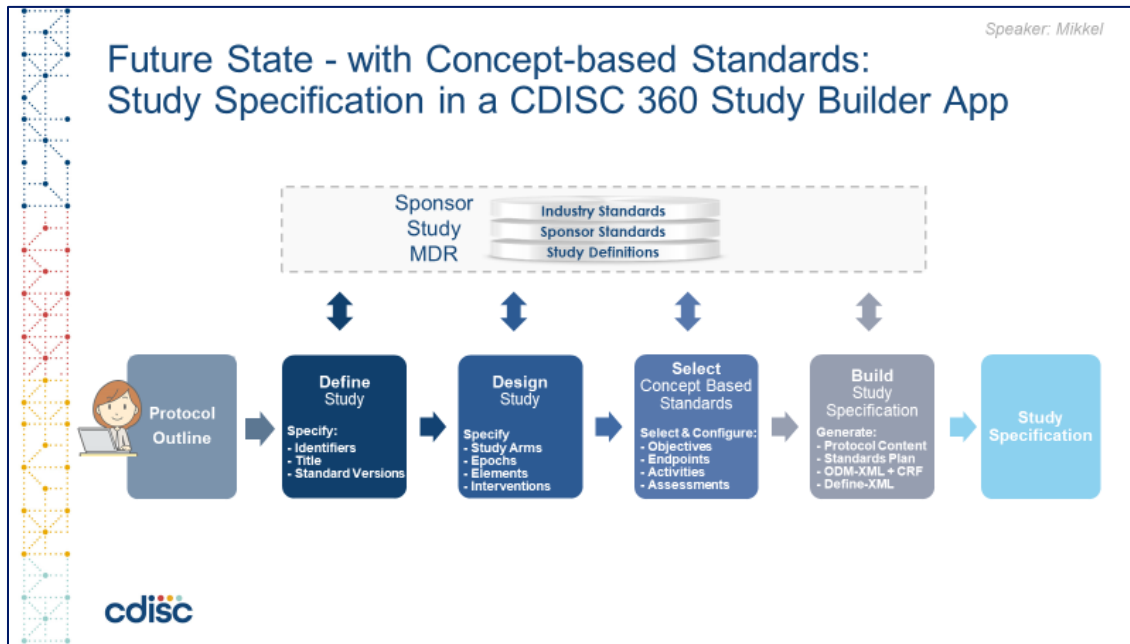 Speaker: Mikkel
Future State - with Concept-based Standards:
Study Specification in a CDISC 360 Study Builder App
Sponsor
Study
MDR
Industry Standards
Sponsor Standards
Study Definitions
Protocol
Outline
Define
Study
Specify:
- Identifiers
- Title
- Standard Versions
Design
Study
Specify
- Study Arms
- Epochs
- Elements
- Interventions
Select
Concept Based
Standards
Select & Configure:
- Objectives
- Endpoints
- Activities
- Assessments
Build
Study
Specification
Generate:
- Protocol Content
- Standards Plan
- ODM-XML + CRF
- Define-XML
Study
Specification
cdisc